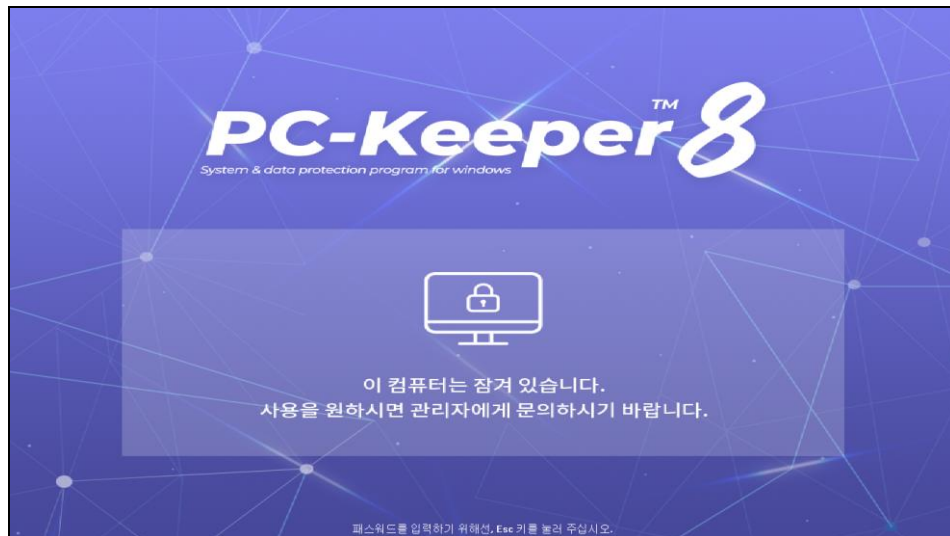 PC-Keeper™ 8
System & data protection program for windows
이 컴퓨터는 잠겨 있습니다.
사용을 원하시면 관리자에게 문의하시기 바랍니다.
패스워드를 입력하기 위해선, Esc 키를 눌러 주십시오.